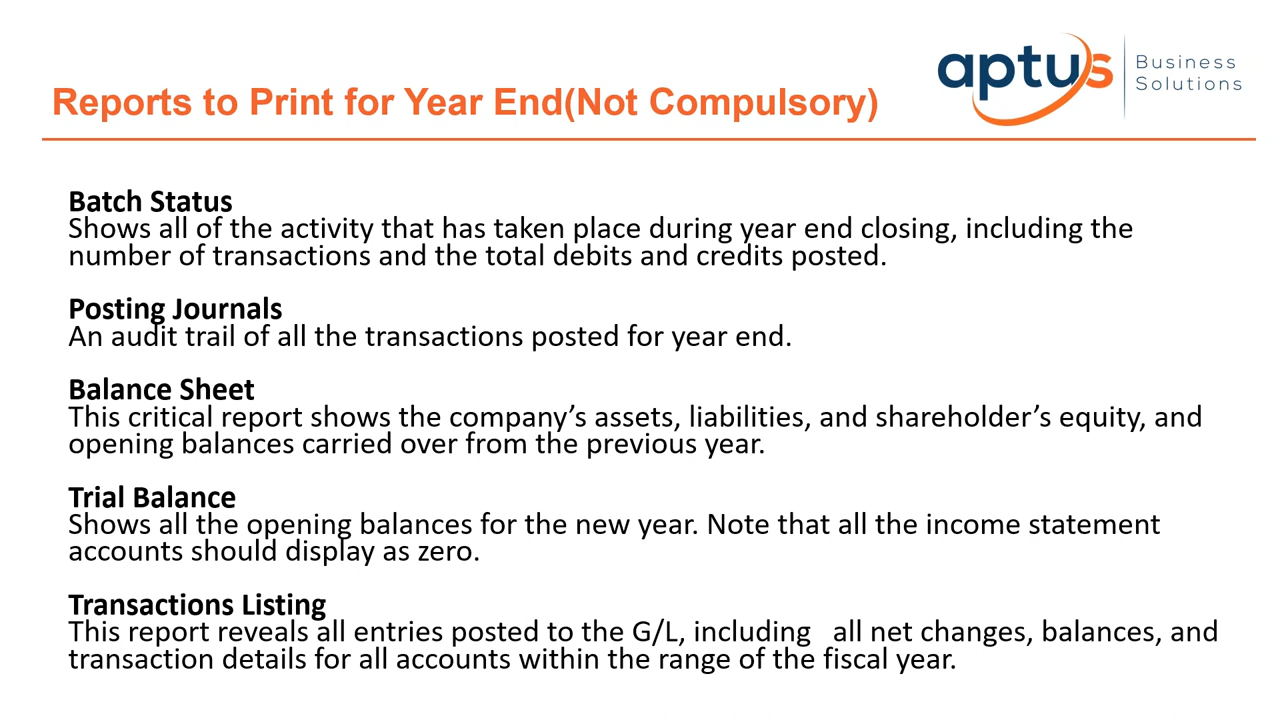 aptus
Business
Solutions
Reports to Print for Year End(Not Compulsory)
Batch Status
Shows all of the activity that has taken place during year end closing, including the
number of transactions and the total debits and credits posted.
Posting Journals
An audit trail of all the transactions posted for year end.
Balance Sheet
This critical report shows the company’s assets, liabilities, and shareholder’s equity, and
opening balances carried over from the previous year.
Trial Balance
Shows all the opening balances for the new year. Note that all the income statement
accounts should display as zero.
Transactions Listing
This report reveals all entries posted to the G/L, including   all net changes, balances, and
transaction details for all accounts within the range of the fiscal year.